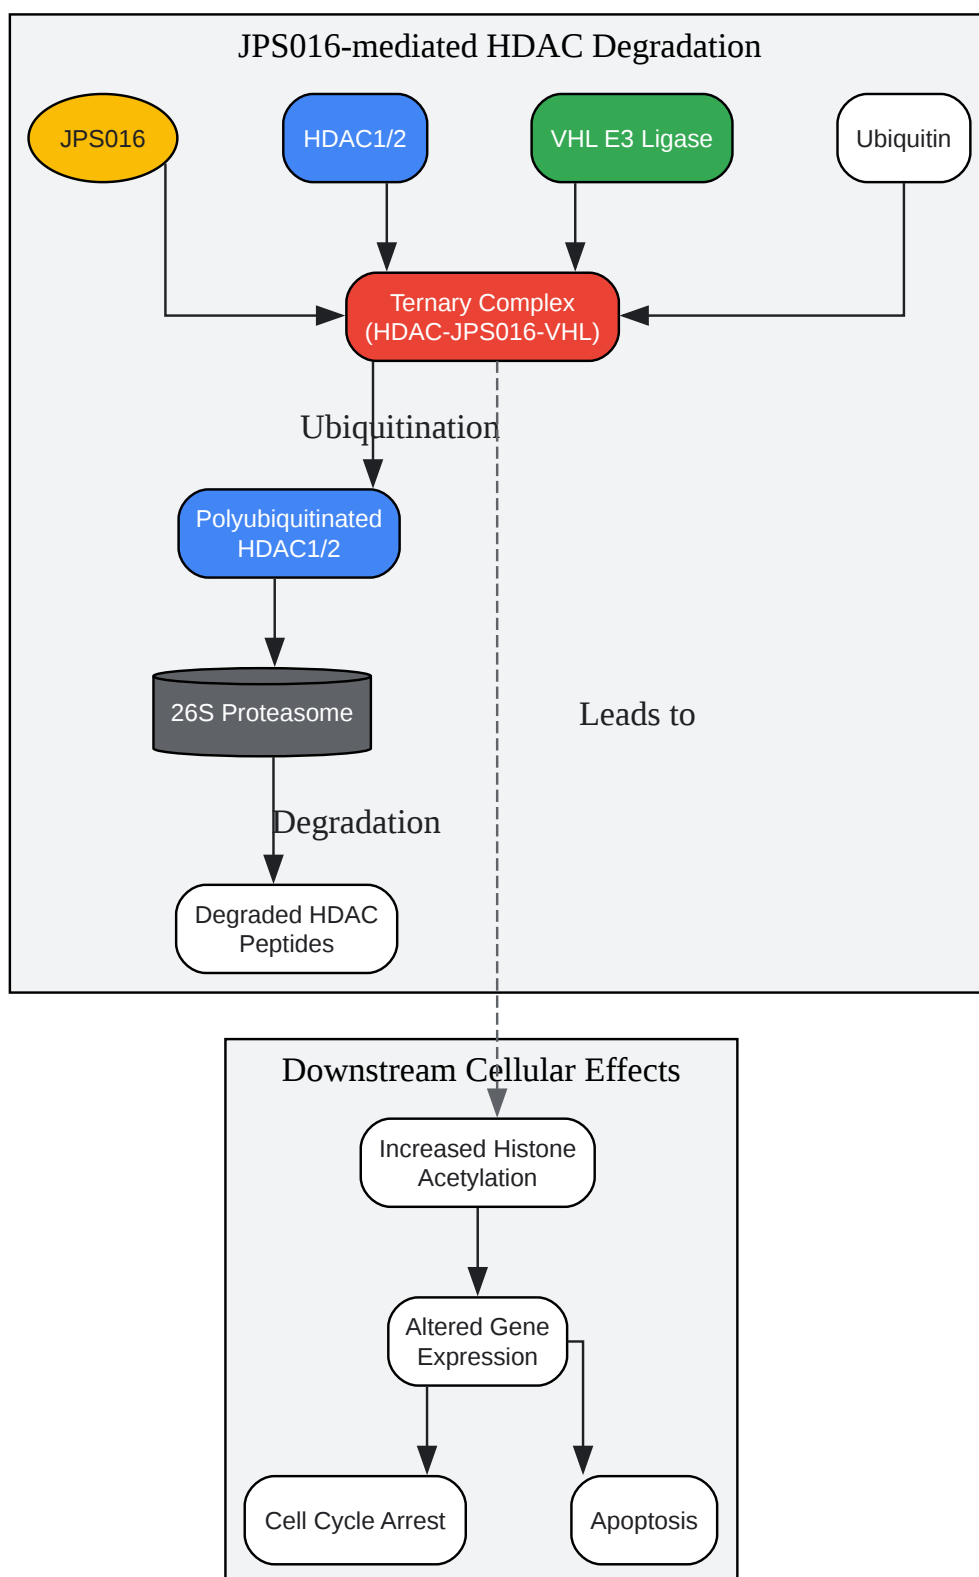 JPS016-mediated HDAC Degradation
JPS016
HDAC1/2
VHL E3 Ligase
Ubiquitin
Ternary Complex
(HDAC-JPS016-VHL)
Ubiquitination
Polyubiquitinated
HDAC1/2
26S Proteasome
Leads to
Degradation
Degraded HDAC
Peptides
Downstream Cellular Effects
Increased Histone
Acetylation
Altered Gene
Expression
Cell Cycle Arrest
Apoptosis